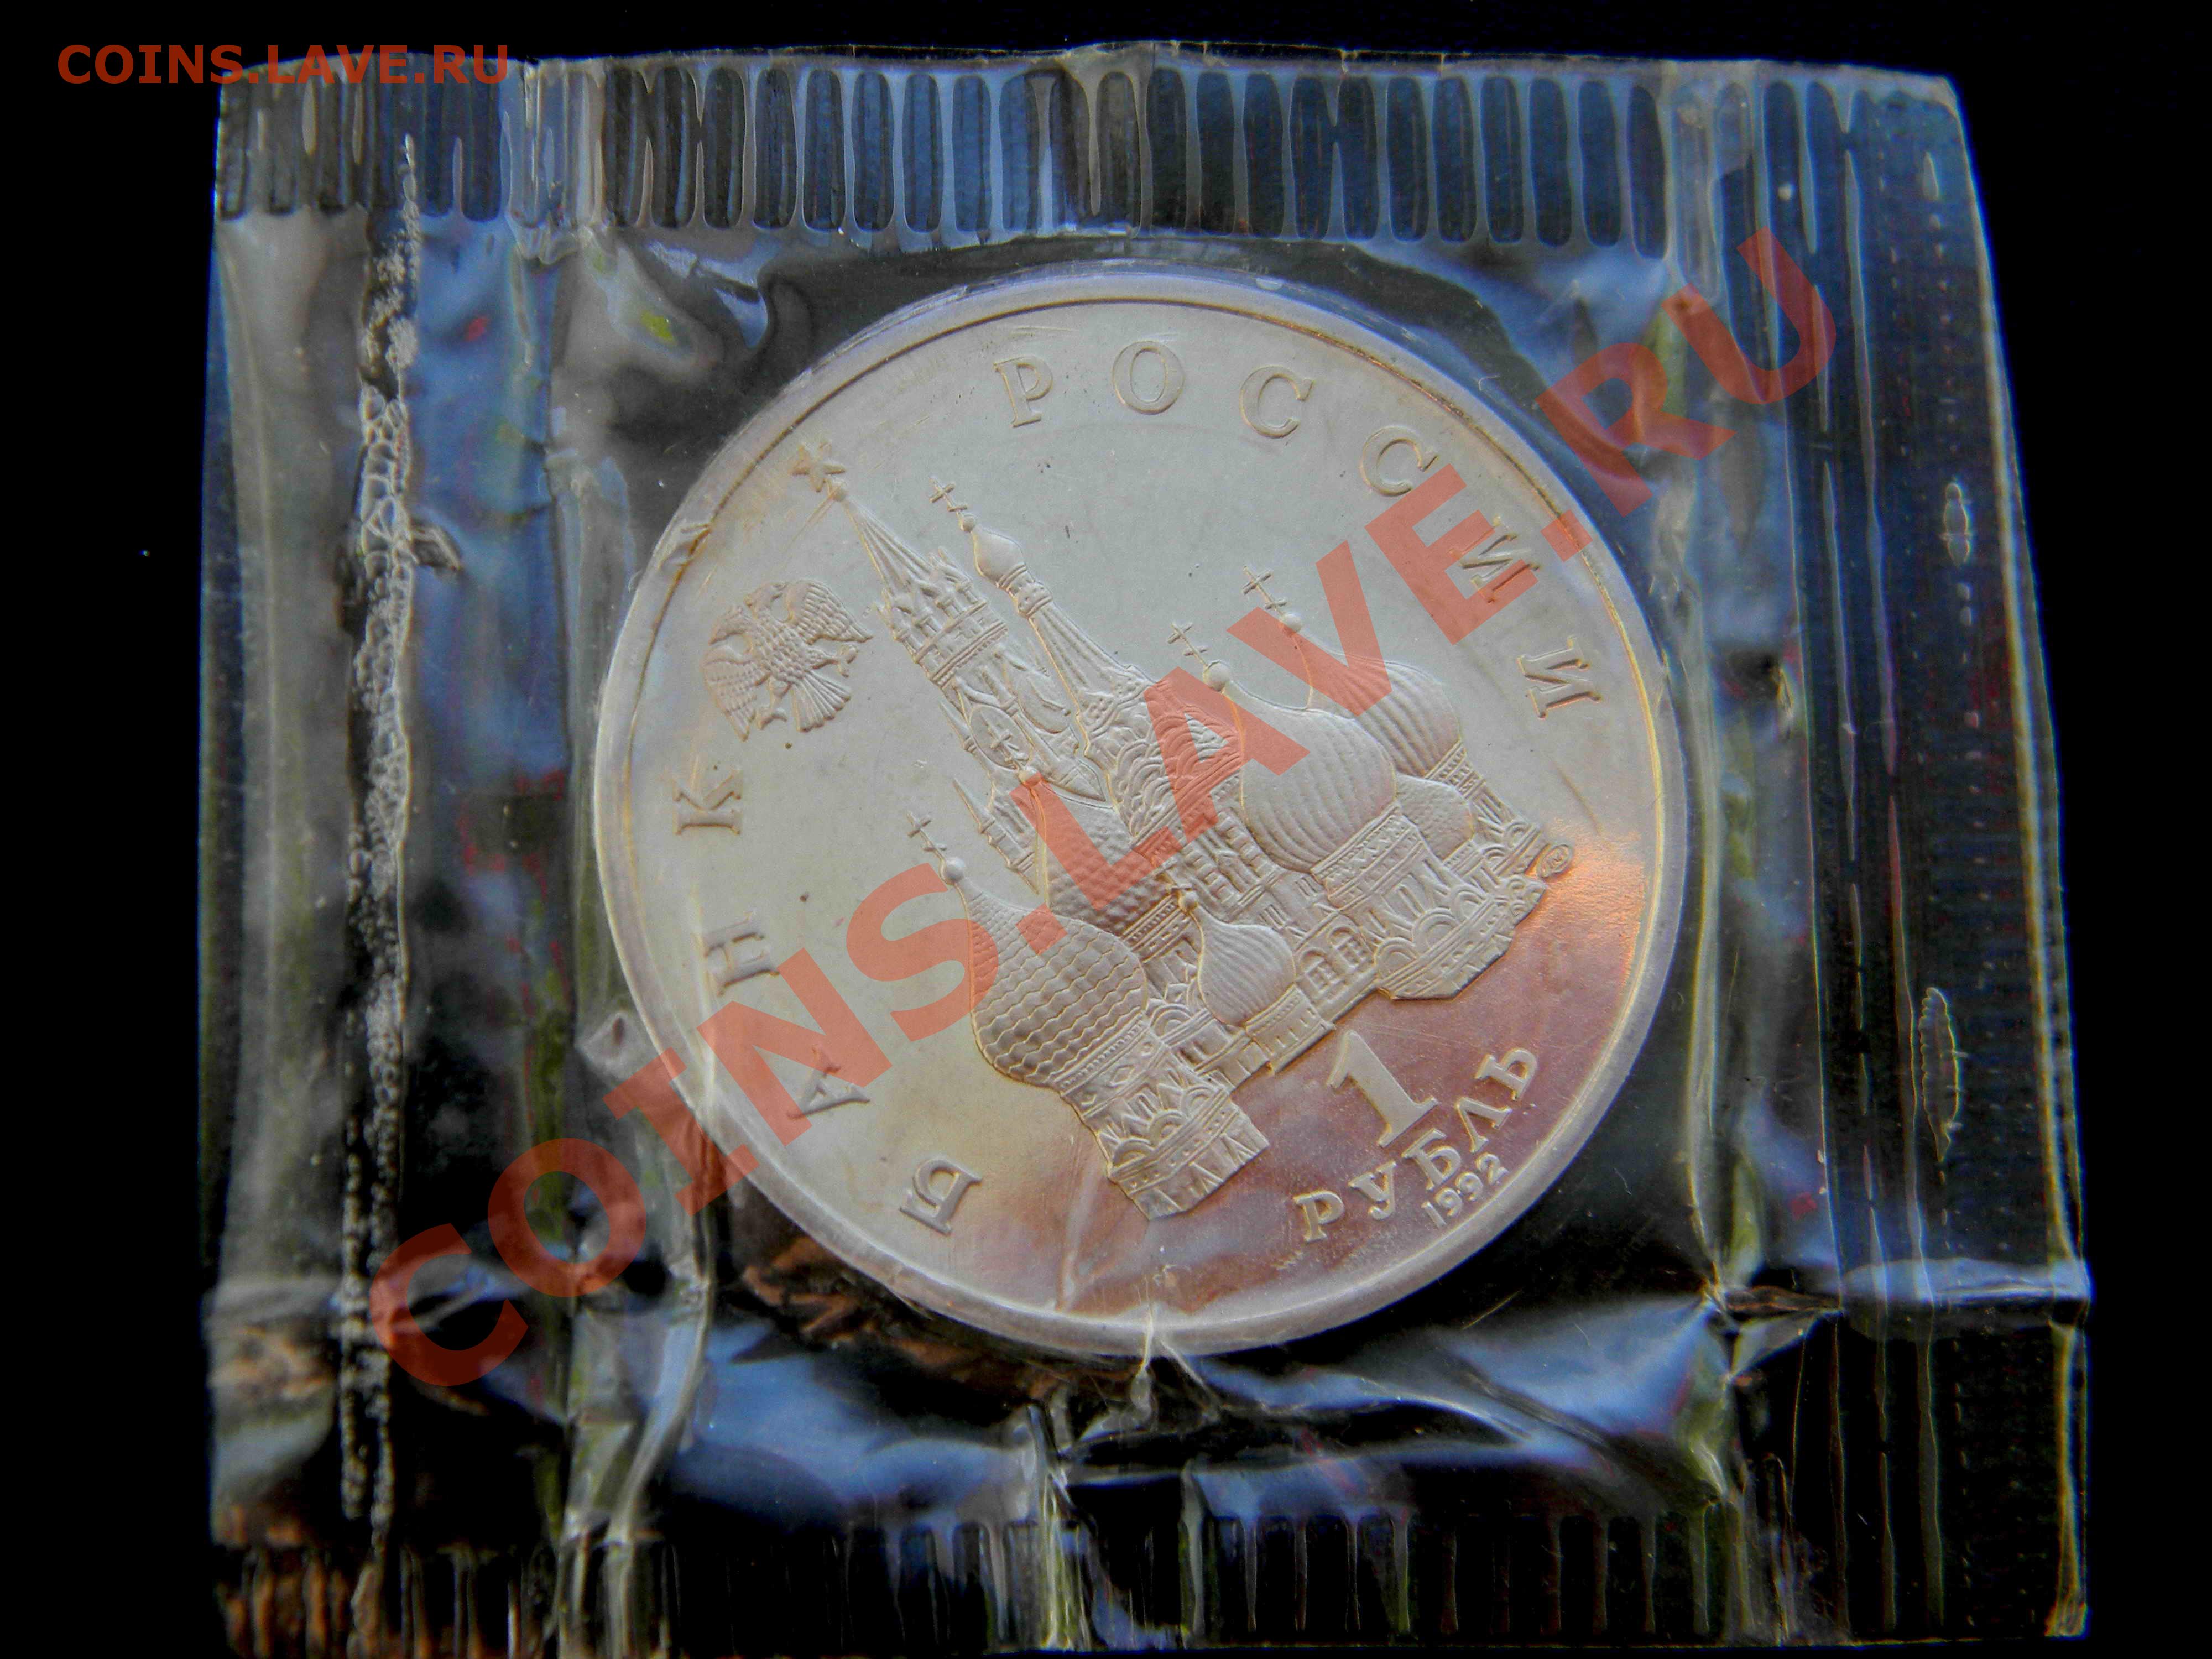 COINS.LAVE.RU
БАНК РОССИИ
1
РУБЛЬ
1992
COINS.LAVE.RU